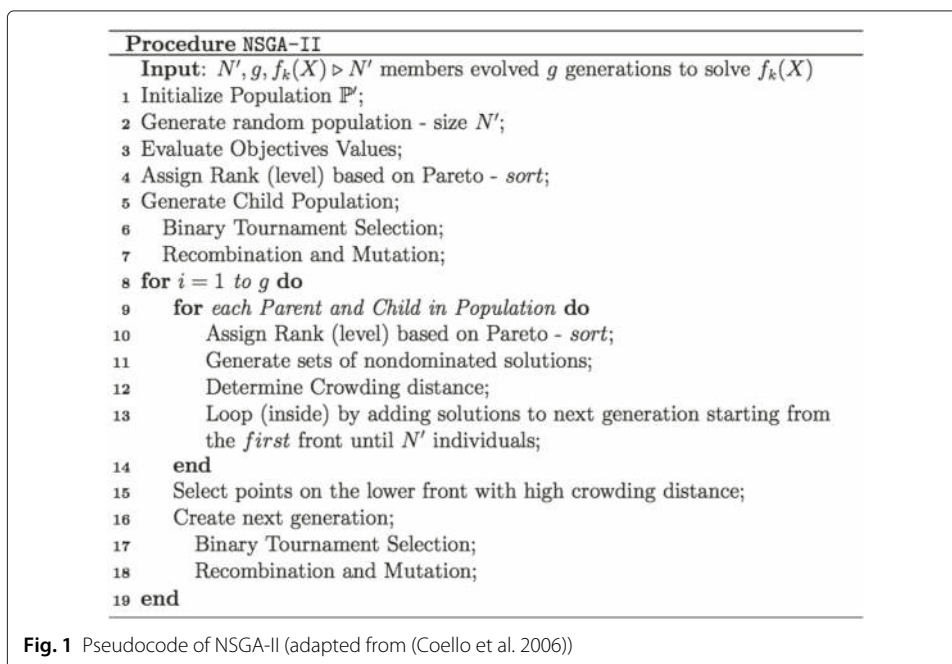 Procedure NSGA-II
Input: N′, g, fₖ(X) ▷ N′ members evolved g generations to solve fₖ(X)
1 Initialize Population ℙ′;
2 Generate random population - size N′;
3 Evaluate Objectives Values;
4 Assign Rank (level) based on Pareto - sort;
5 Generate Child Population;
6 Binary Tournament Selection;
7 Recombination and Mutation;
8 for i = 1 to g do
9 for each Parent and Child in Population do
10 Assign Rank (level) based on Pareto - sort;
11 Generate sets of nondominated solutions;
12 Determine Crowding distance;
13 Loop (inside) by adding solutions to next generation starting from
the first front until N′ individuals;
14 end
15 Select points on the lower front with high crowding distance;
16 Create next generation;
17 Binary Tournament Selection;
18 Recombination and Mutation;
19 end
Fig. 1 Pseudocode of NSGA-II (adapted from (Coello et al. 2006))